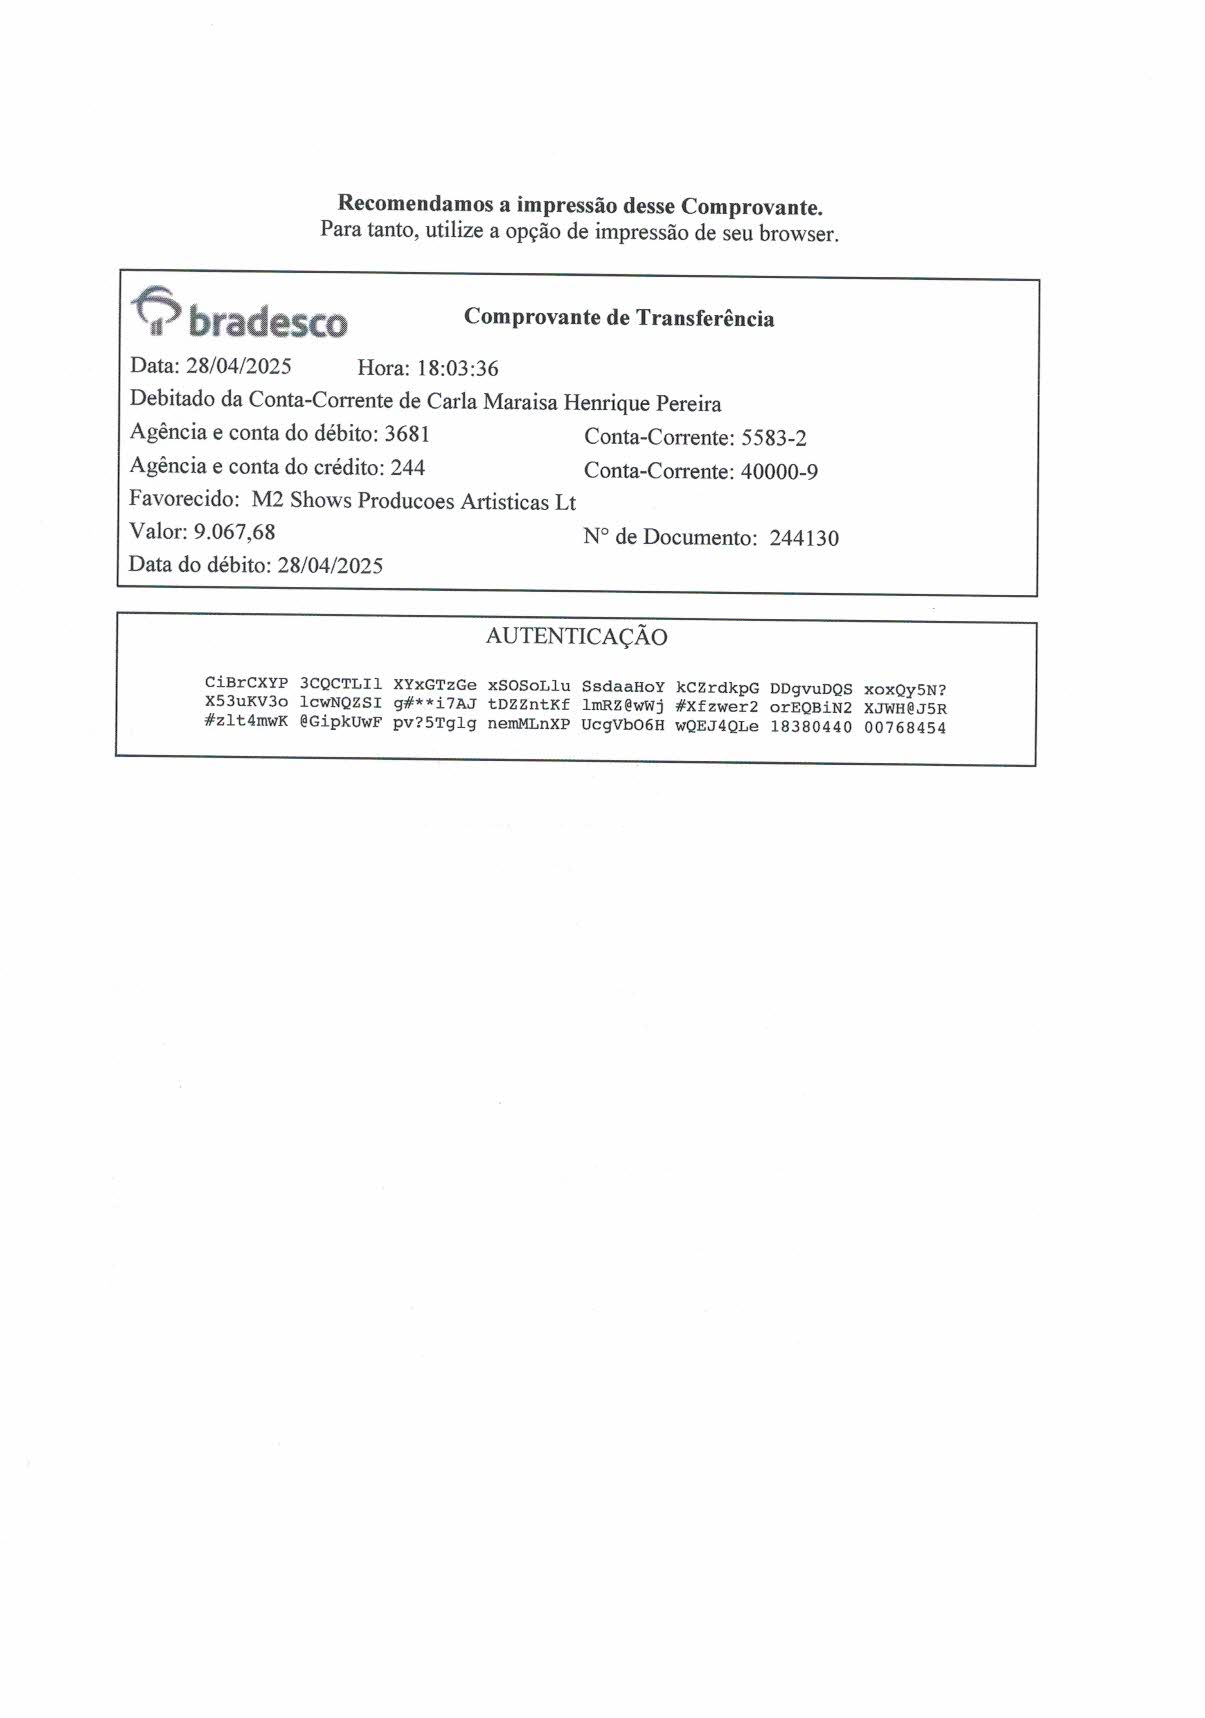 Recomendamos a impressão desse Comprovante.
Para tanto, utilize a opção de impressão de seu browser.
bradesco
Comprovante de Transferência
Data: 28/04/2025 Hora: 18:03:36
Debitado da Conta-Corrente de Carla Maraisa Henrique Pereira
Agência e conta do débito: 3681 Conta-Corrente: 5583-2
Agência e conta do crédito: 244 Conta-Corrente: 40000-9
Favorecido: M2 Shows Producoes Artisticas Lt
Valor: 9.067,68 N° de Documento: 244130
Data do débito: 28/04/2025
AUTENTICAÇÃO
CiBrCXYP 3CQCTLIl XYxGTzGe xSOSoLlu SsdaaHoY kCZrdkpG DDgvuDQS xoxQy5N?
X53uKV3o lcwNQZSI g#**i7AJ tDZZntKf lmRZ@wWj #Xfzwer2 orEQBiN2 XJWH@J5R
#zlt4mwK @GipkUwF pv?5Tglg nemMLnXP UcgVbO6H wQEJ4QLe 18380440 00768454